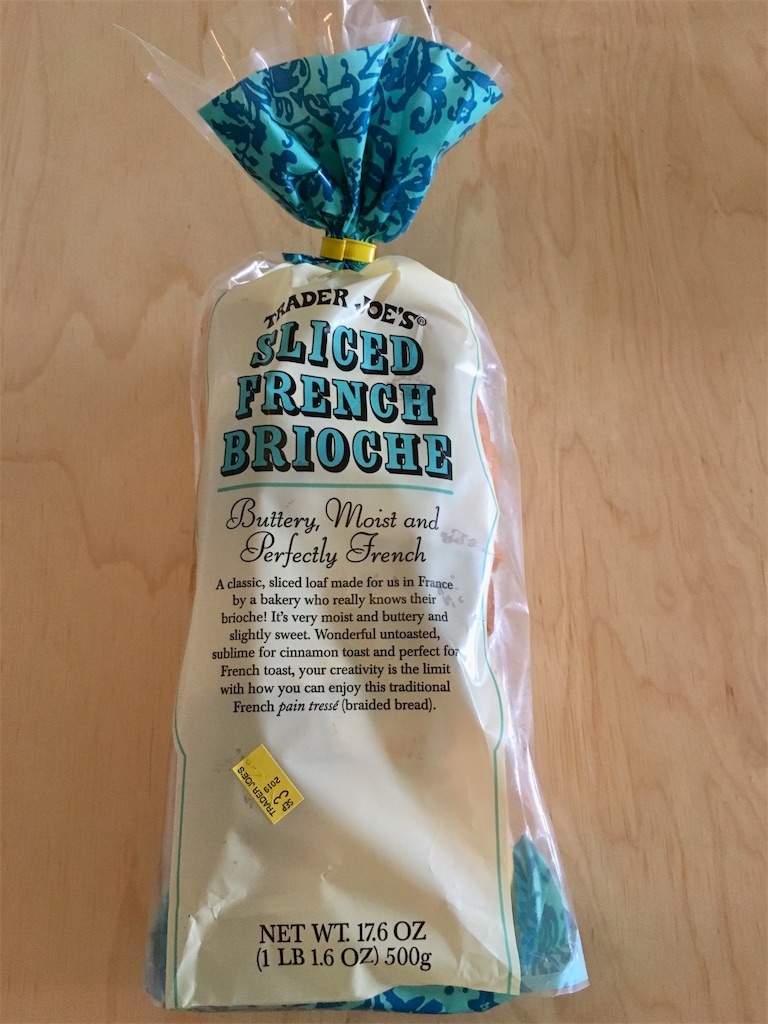 TRADER JOE'S®
SLICED
FRENCH
BRIOCHE
Buttery, Moist and
Perfectly French
A classic, sliced loaf made for us in France
by a bakery who really knows their
brioche! It's very moist and buttery and
slightly sweet. Wonderful untoasted,
sublime for cinnamon toast and perfect for
French toast, your creativity is the limit
with how you can enjoy this traditional
French pain tressé (braided bread).
TRADER JOES
2019
SEP 3
NET WT. 17.6 OZ
(1 LB 1.6 OZ) 500g